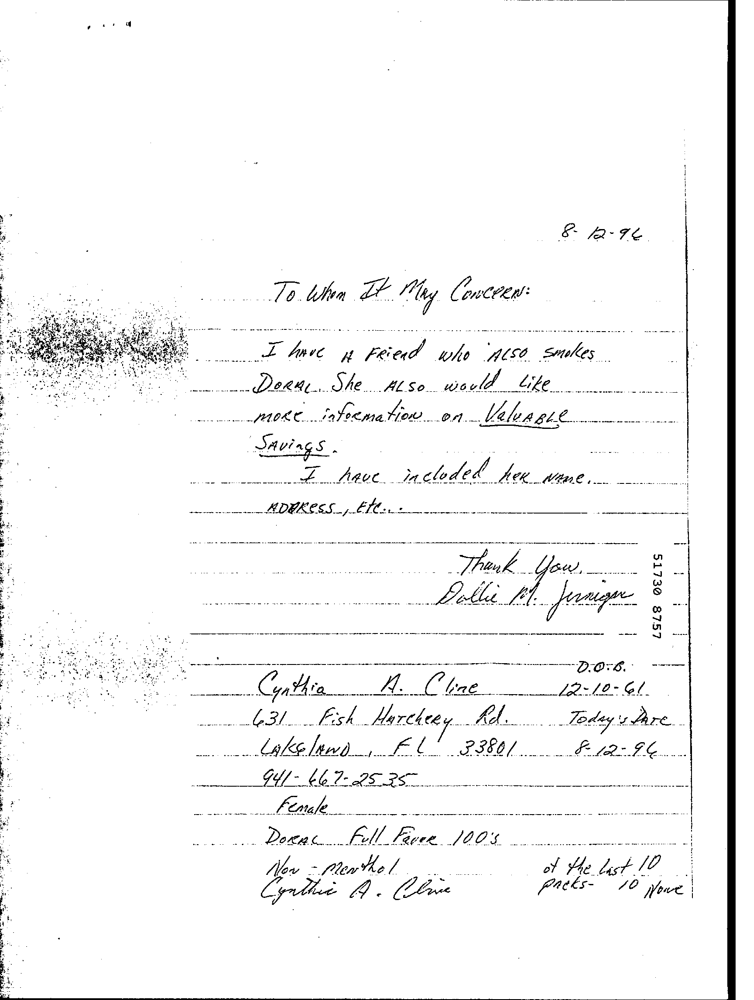 8-12-96
To Whom It May Concern:
I have a Friend who also smokes
Doral. She also would like
more information on Valuable
Savings.
I have included her name,
address, etc...
Thank You.
Dollie M. Jernigan
51730 8757
D.O.B.
Cynthia A. Cline 12-10-61
631 Fish Hatchery Rd. Today's Date
Lakeland, FL 33801 8-12-96
941-667-2535
Female
Doral Full Favor 100's
Non-Menthol of the last 10
Cynthia A. Cline packs- 10 None